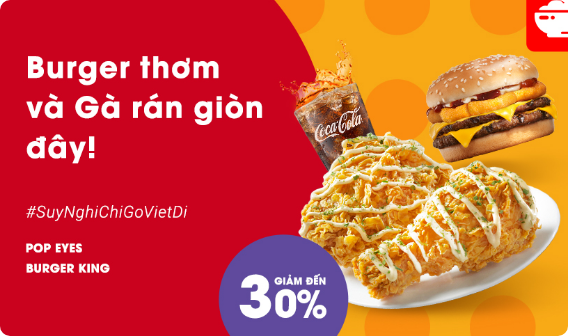 Burger thơm
và Gà rán giòn
đây!
#SuyNghiChiGoVietDi
POP EYES
BURGER KING
GIẢM ĐẾN
30%
Coca-Cola